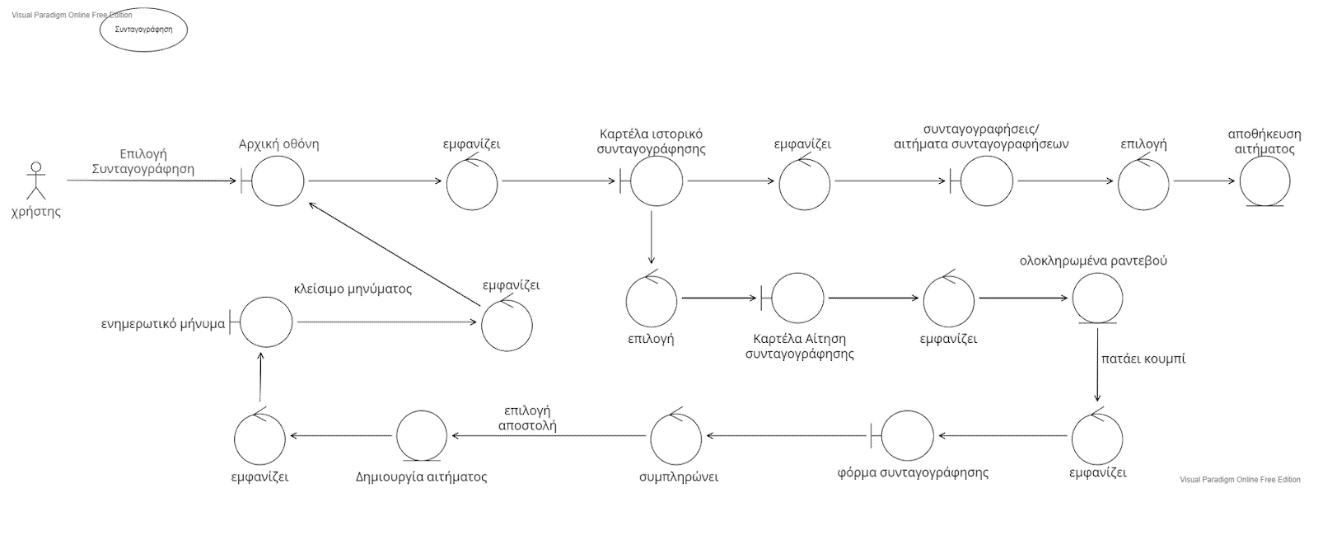 Visual Paradigm Online Free Edition
Συνταγογράφηση
συνταγογραφήσεις/
αιτήματα συνταγογραφήσεων
Καρτέλα ιστορικό
συνταγογράφησης
αποθήκευση
αιτήματος
Αρχική οθόνη
εμφανίζει
εμφανίζει
επιλογή
Επιλογή
Συνταγογράφηση
χρήστης
ολοκληρωμένα ραντεβού
κλείσιμο μηνύματος
εμφανίζει
ενημερωτικό μήνυμα
επιλογή
Καρτέλα Αίτηση
συνταγογράφησης
εμφανίζει
πατάει κουμπί
επιλογή
αποστολή
εμφανίζει
Δημιουργία αιτήματος
συμπληρώνει
φόρμα συνταγογράφησης
εμφανίζει
Visual Paradigm Online Free Edition